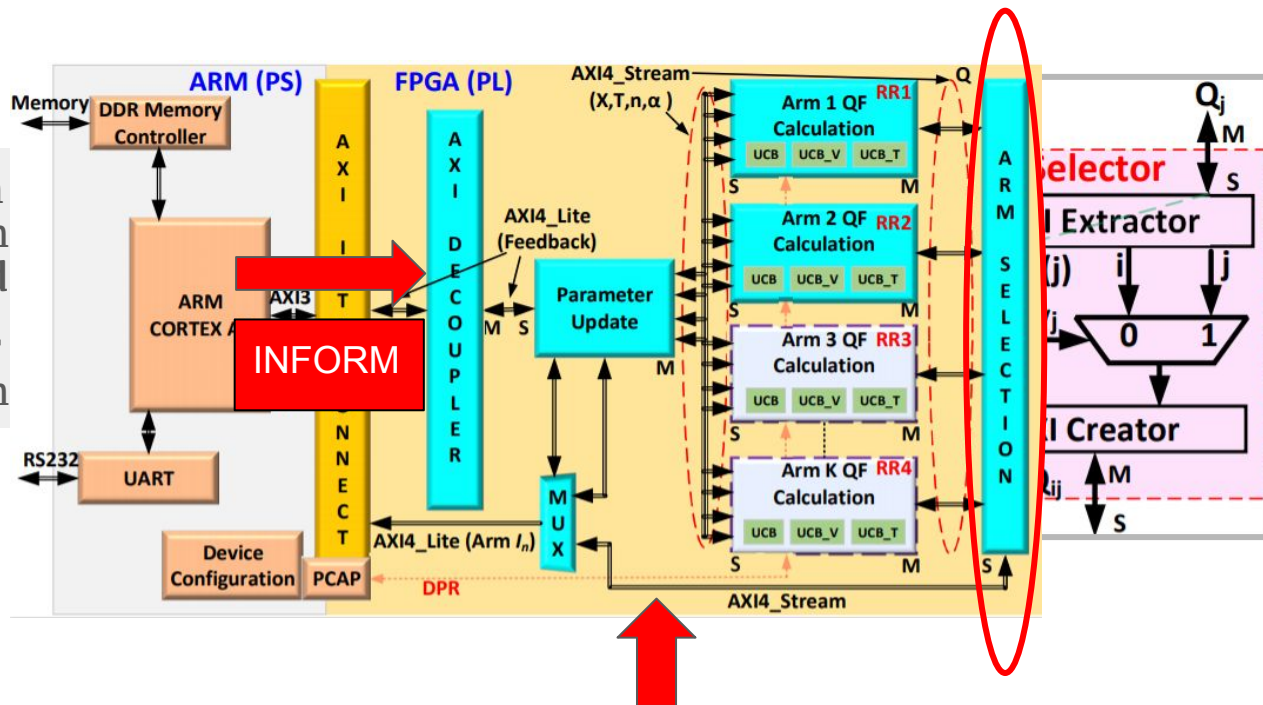 ARM (PS)
FPGA (PL)
Memory
DDR Memory
Controller
AXI3
UART
RS232
Device
Configuration
PCAP
DPR
A
X
I
I
T
N
N
E
C
T
INFORM
A
X
I
D
E
C
O
U
P
L
E
R
AXI4_Lite
(Feedback)
M S
Parameter
Update
M
M
U
X
AXI4_Lite (Arm In)
AXI4_Stream
(X,T,n,α )
Q
Arm 1 QF RR1
Calculation
UCB UCB_V UCB_T
S M
Arm 2 QF RR2
Calculation
UCB UCB_V UCB_T
S M
Arm 3 QF RR3
Calculation
UCB UCB_V UCB_T
S M
Arm K QF RR4
Calculation
UCB UCB_V UCB_T
S M
AXI4_Stream
S
A
R
M
S
E
L
E
C
T
I
O
N
ARM
CORTEX
Qj
M
S
Extractor
i j
0 1
Creator
M
S